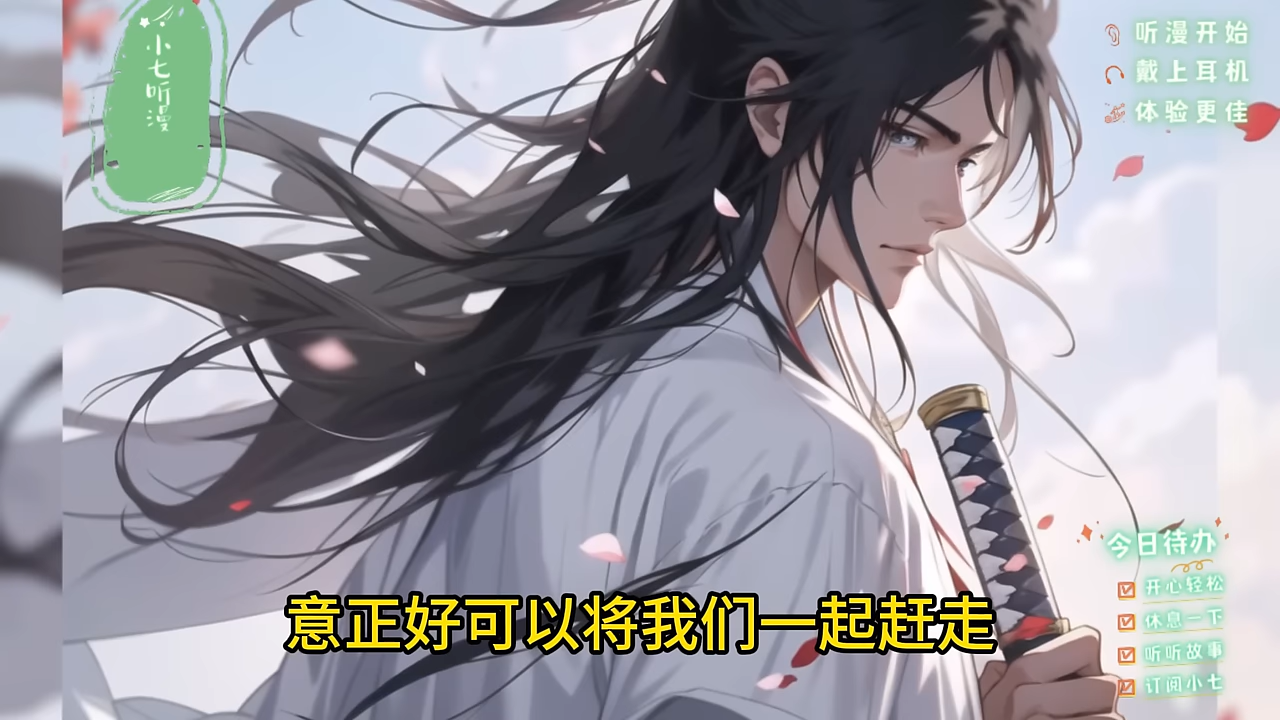 小七听漫
听漫开始
戴上耳机
体验更佳
今日待办
开心轻松
休息一下
听听故事
订阅小七
意正好可以将我们一起赶走